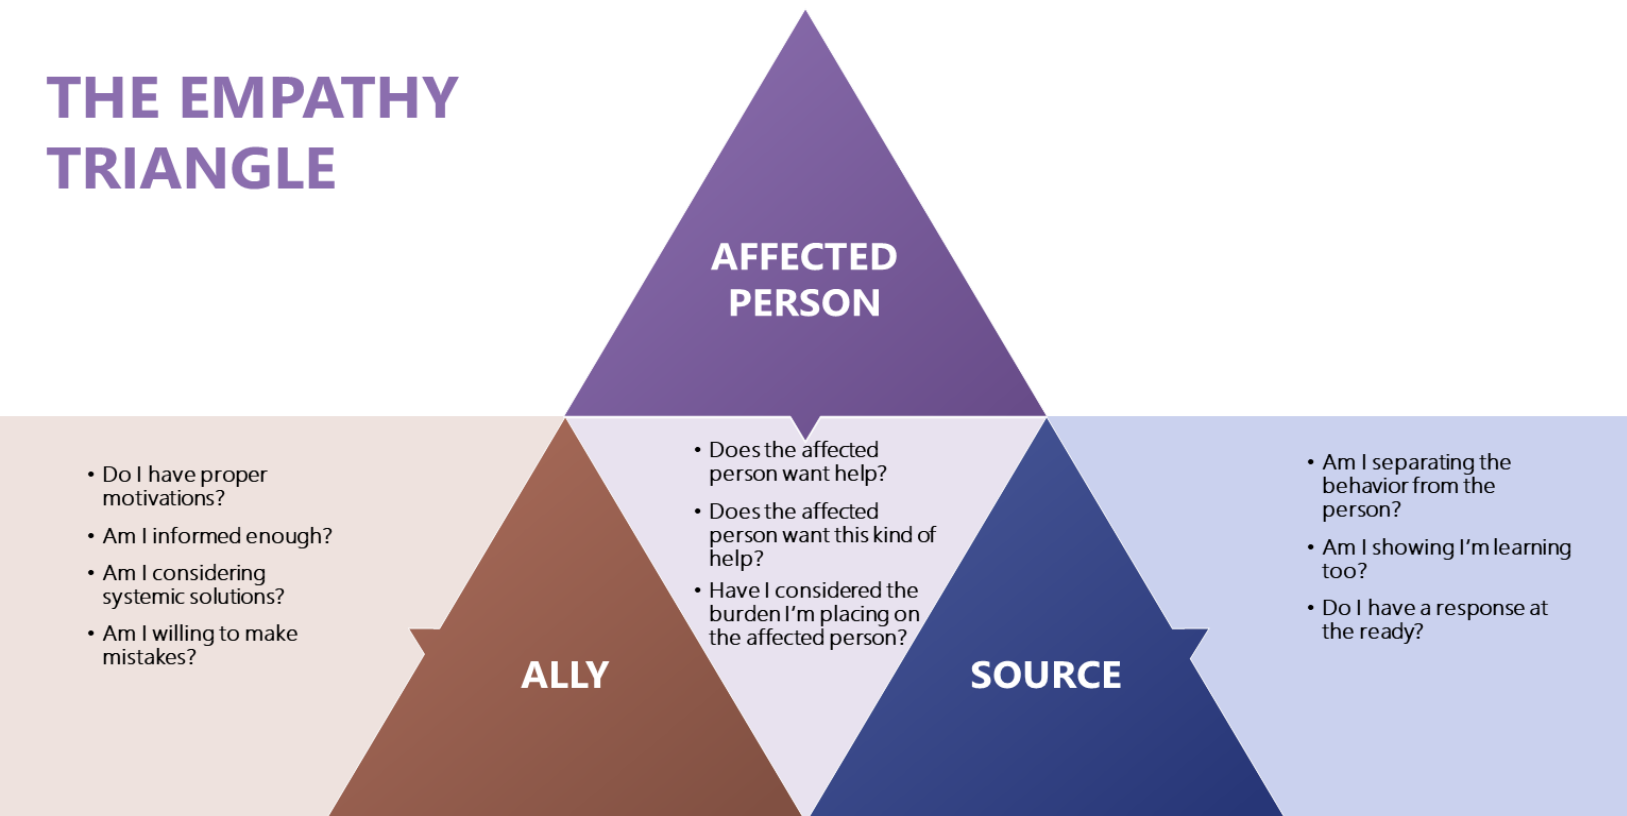 THE EMPATHY
TRIANGLE
AFFECTED
PERSON
• Do I have proper
motivations?
• Am I informed enough?
• Am I considering
systemic solutions?
• Am I willing to make
mistakes?
ALLY
• Does the affected
person want help?
• Does the affected
person want this kind of
help?
• Have I considered the
burden I’m placing on
the affected person?
SOURCE
• Am I separating the
behavior from the
person?
• Am I showing I’m learning
too?
• Do I have a response at
the ready?